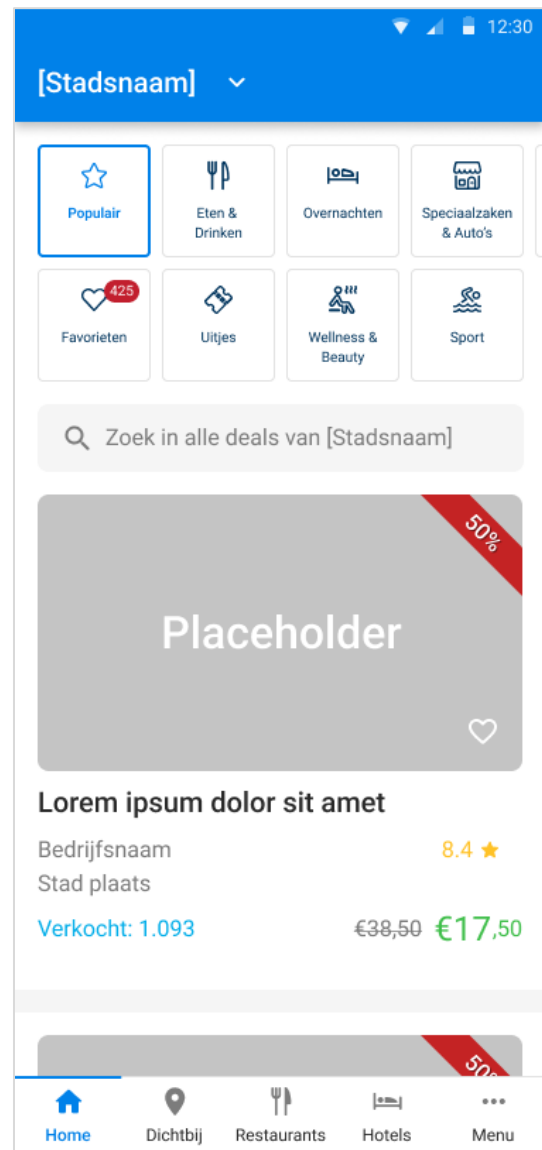 12:30
[Stadsnaam]
Populair
Eten &
Drinken
Overnachten
Speciaalzaken
& Auto's
425
Favorieten
Uitjes
Wellness &
Beauty
Sport
Zoek in alle deals van [Stadsnaam]
50%
Placeholder
Lorem ipsum dolor sit amet
Bedrijfsnaam
8.4
Stad plaats
Verkocht: 1.093
€38,50 €17,50
50%
Home
Dichtbij
Restaurants
Hotels
Menu